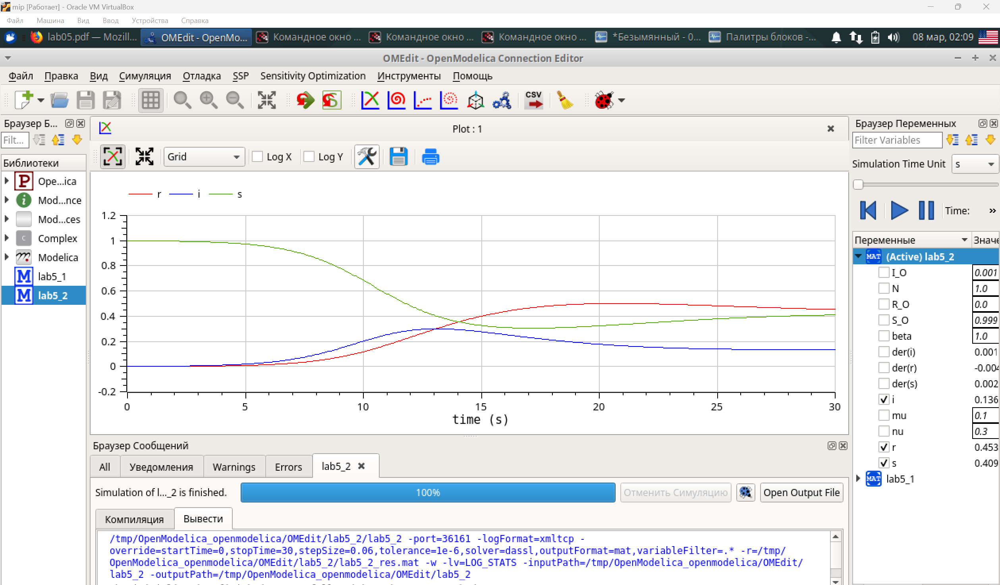 mip [Работает] - Oracle VM VirtualBox
Файл Машина Вид Ввод Устройства Справка
lab05.pdf — Mozill... OMEdit - OpenMo... Командное окно ... Командное окно ... Командное окно ... *Безымянный - 0... Палитры блоков -... 08 мар, 02:09
OMEdit - OpenModelica Connection Editor
Файл Правка Вид Симуляция Отладка SSP Sensitivity Optimization Инструменты Помощь
CSV
Браузер Б...
Filt...
Библиотеки
P Ope...ica
i Mod...nce
Mod...ces
C Complex
Modelica
M lab5_1
M lab5_2
Plot : 1
Grid Log X Log Y
r i s
1.2
1
0.8
0.6
0.4
0.2
0
-0.2
0 5 10 15 20 25 30
time (s)
Браузер Сообщений
All Уведомления Warnings Errors lab5_2
Simulation of l..._2 is finished. 100% Отменить Симуляцию Open Output File
Компиляция Вывести
/tmp/OpenModelica_openmodelica/OMEdit/lab5_2/lab5_2 -port=36161 -logFormat=xmltcp -
override=startTime=0,stopTime=30,stepSize=0.06,tolerance=1e-6,solver=dassl,outputFormat=mat,variableFilter=.* -r=/tmp/
OpenModelica_openmodelica/OMEdit/lab5_2/lab5_2_res.mat -w -lv=LOG_STATS -inputPath=/tmp/OpenModelica_openmodelica/OMEdit/
lab5_2 -outputPath=/tmp/OpenModelica_openmodelica/OMEdit/lab5_2
Браузер Переменных
Filter Variables
Simulation Time Unit s
Time: »
Переменные Значе
MAT (Active) lab5_2
I_O 0.001
N 1.0
R_O 0.0
S_O 0.999
beta 1.0
der(i) 0.001
der(r) -0.004
der(s) 0.002
i 0.136
mu 0.1
nu 0.3
r 0.453
s 0.409
MAT lab5_1